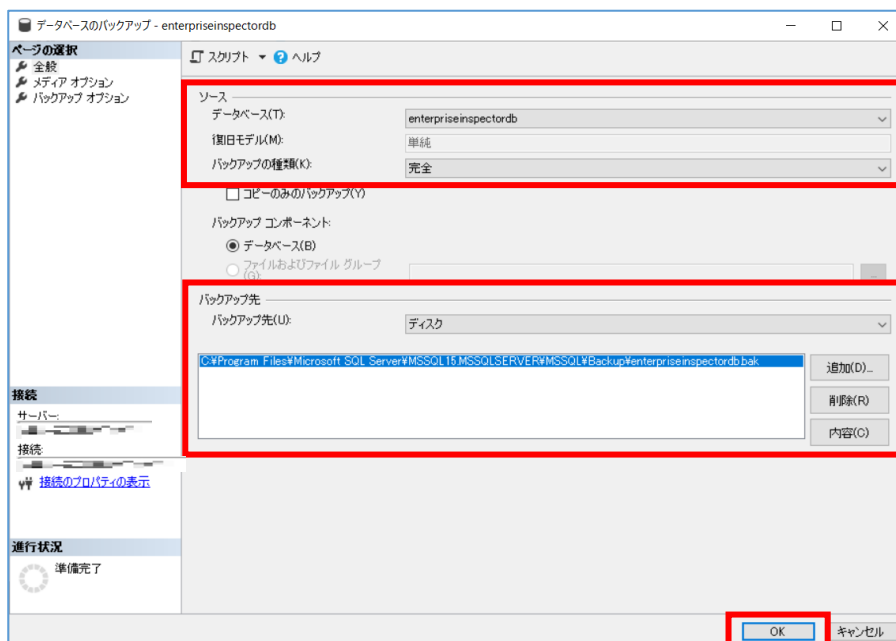 データベースのバックアップ - enterpriseinspectordb
ページの選択
全般
メディア オプション
バックアップ オプション
スクリプト
ヘルプ
ソース
データベース(T):
enterpriseinspectordb
復旧モデル(M):
単純
バックアップの種類(K):
完全
コピーのみのバックアップ(Y)
バックアップ コンポーネント:
データベース(B)
ファイルおよびファイル グループ
(G):
...
バックアップ先
バックアップ先(U):
ディスク
C:¥Program Files¥Microsoft SQL Server¥MSSQL15.MSSQLSERVER¥MSSQL¥Backup¥enterpriseinspectordb.bak
追加(D)...
削除(R)
内容(C)
接続
サーバー:
接続:
接続のプロパティの表示
進行状況
準備完了
OK
キャンセル